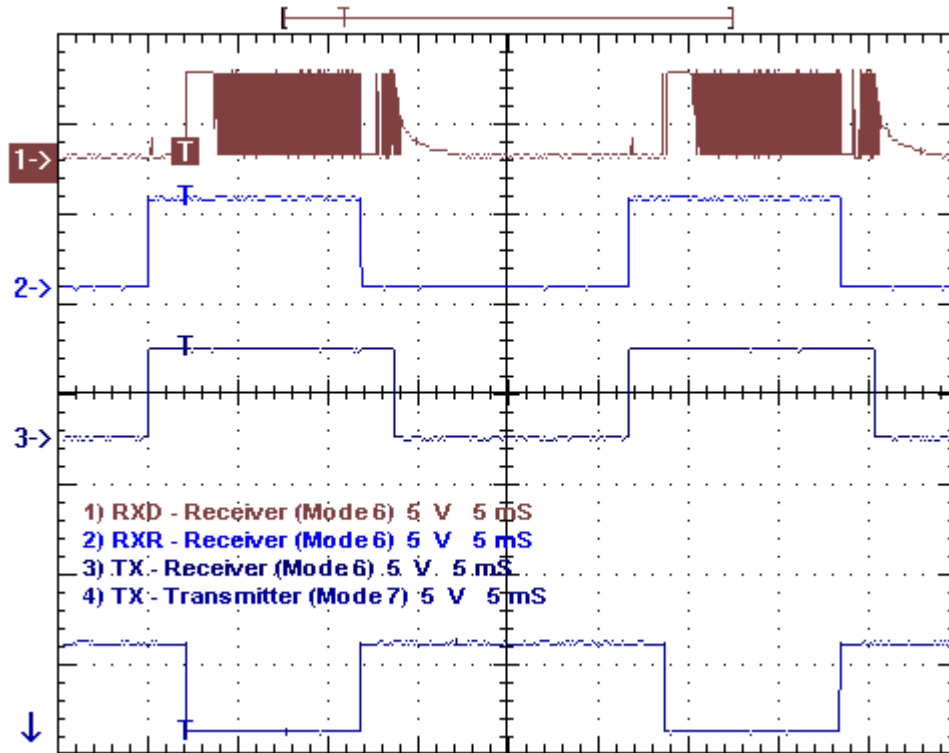 T
1->
T
T
2->
T
3->
1) RXD - Receiver (Mode 6) 5 V 5 mS
2) RXR - Receiver (Mode 6) 5 V 5 mS
3) TX - Receiver (Mode 6) 5 V 5 mS
4) TX - Transmitter (Mode 7) 5 V 5 mS
T